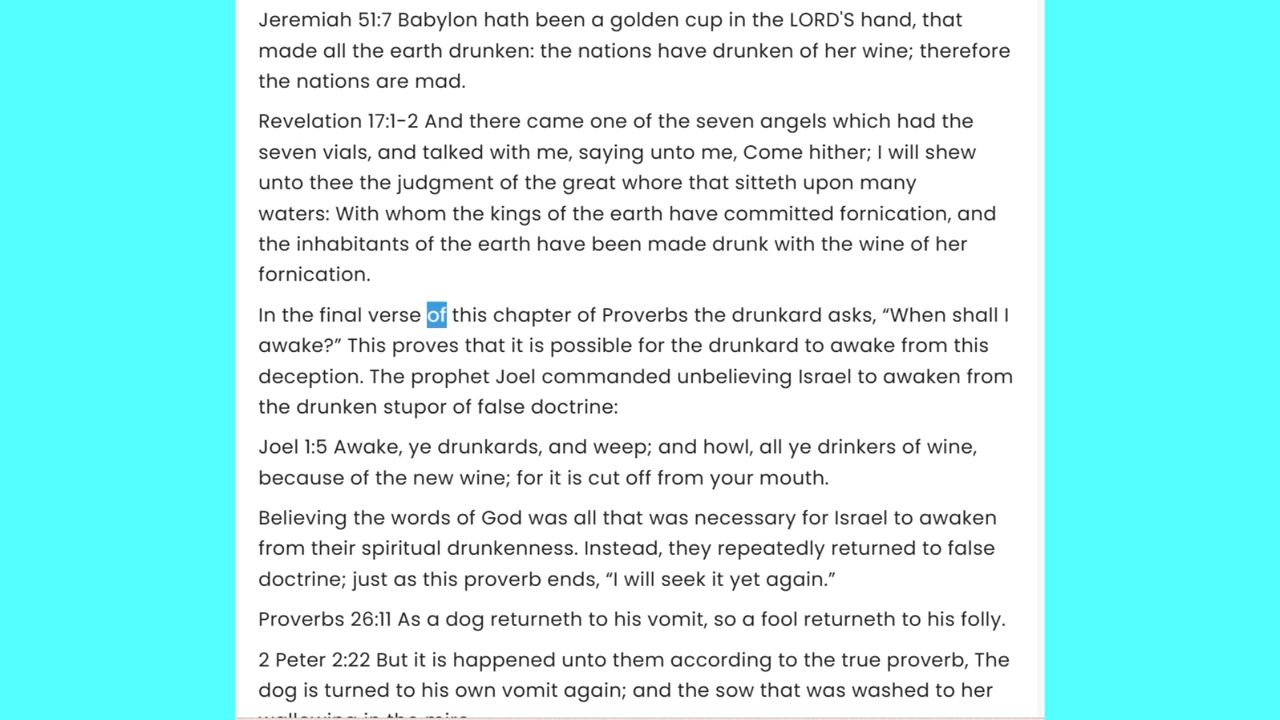 Jeremiah 51:7 Babylon hath been a golden cup in the LORD'S hand, that
made all the earth drunken: the nations have drunken of her wine; therefore
the nations are mad.
Revelation 17:1-2 And there came one of the seven angels which had the
seven vials, and talked with me, saying unto me, Come hither; I will shew
unto thee the judgment of the great whore that sitteth upon many
waters: With whom the kings of the earth have committed fornication, and
the inhabitants of the earth have been made drunk with the wine of her
fornication.
In the final verse of this chapter of Proverbs the drunkard asks, “When shall I
awake?” This proves that it is possible for the drunkard to awake from this
deception. The prophet Joel commanded unbelieving Israel to awaken from
the drunken stupor of false doctrine:
Joel 1:5 Awake, ye drunkards, and weep; and howl, all ye drinkers of wine,
because of the new wine; for it is cut off from your mouth.
Believing the words of God was all that was necessary for Israel to awaken
from their spiritual drunkenness. Instead, they repeatedly returned to false
doctrine; just as this proverb ends, “I will seek it yet again.”
Proverbs 26:11 As a dog returneth to his vomit, so a fool returneth to his folly.
2 Peter 2:22 But it is happened unto them according to the true proverb, The
dog is turned to his own vomit again; and the sow that was washed to her
wallowing in the mire.